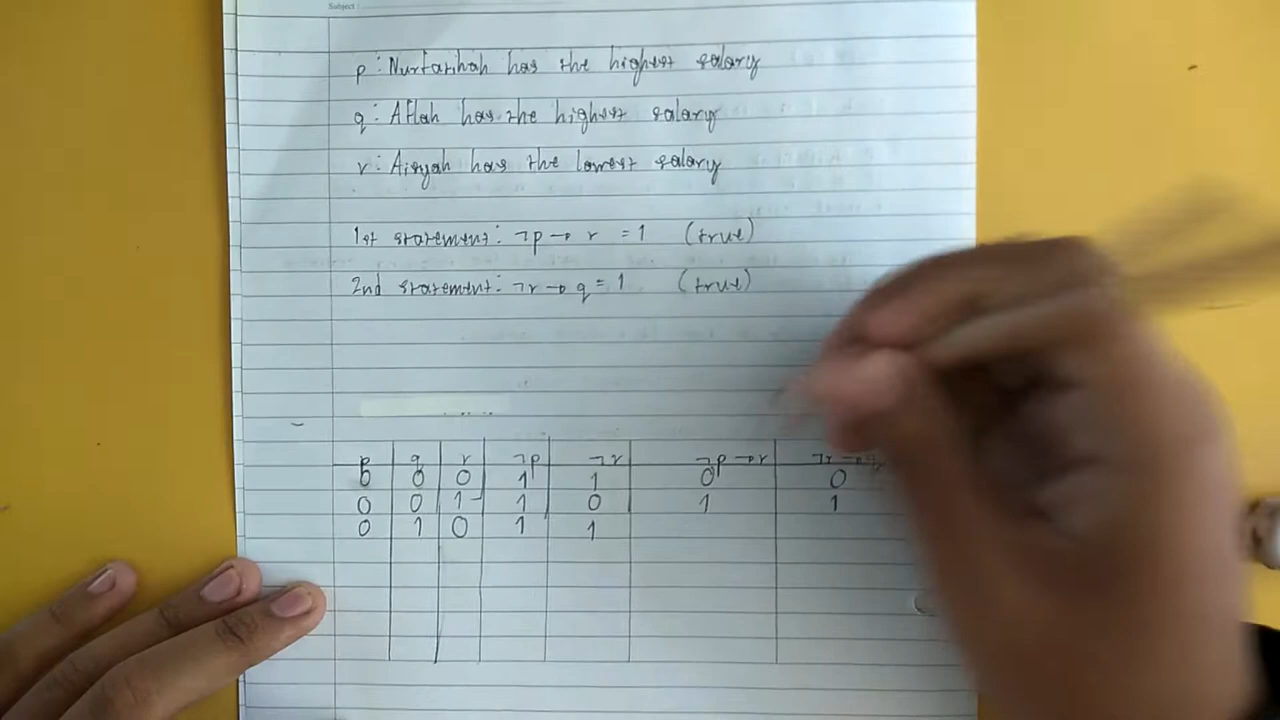 Subject :
p : Nurfarihah has the highest salary
q : Aflah has the highest salary
r : Aisyah has the lowest salary
1st statement : ¬p → r = 1 (true)
2nd statement : ¬r → q = 1 (true)
p q r ¬p ¬r ¬p → r ¬r → q
0 0 0 1 1 0 0
0 0 1 1 0 1 1
0 1 0 1 1